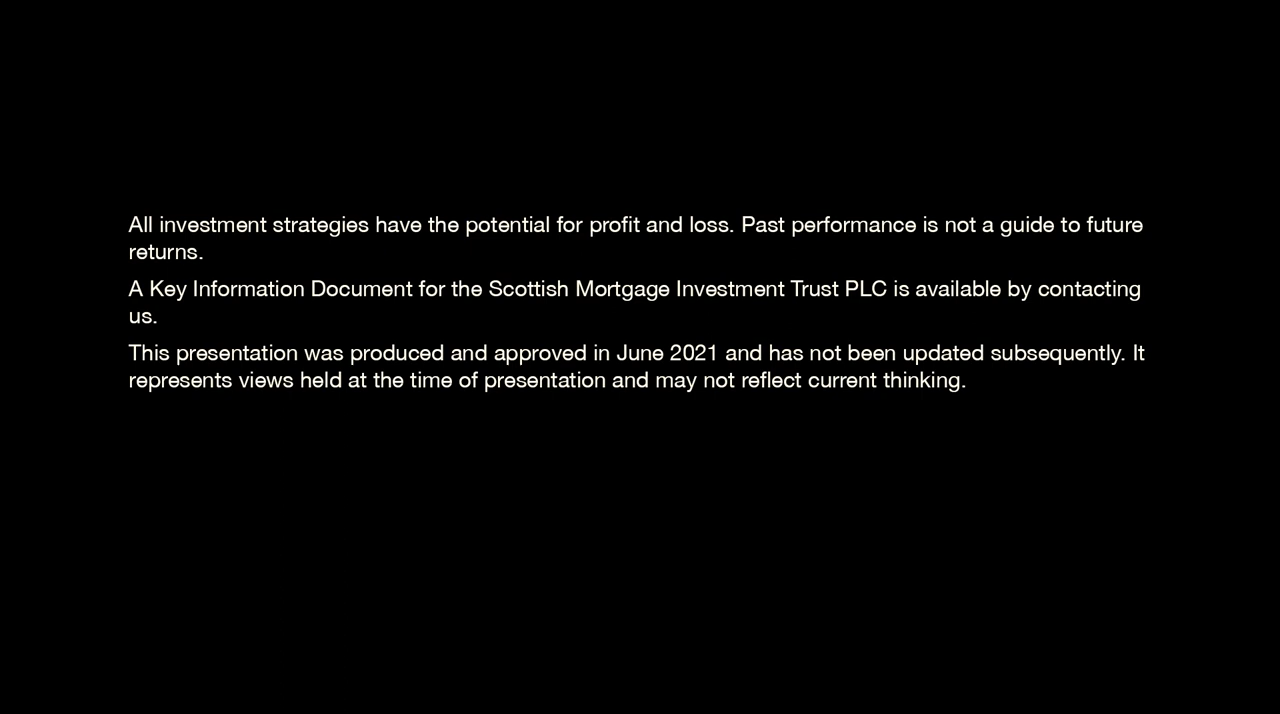 All investment strategies have the potential for profit and loss. Past performance is not a guide to future
returns.
A Key Information Document for the Scottish Mortgage Investment Trust PLC is available by contacting
us.
This presentation was produced and approved in June 2021 and has not been updated subsequently. It
represents views held at the time of presentation and may not reflect current thinking.